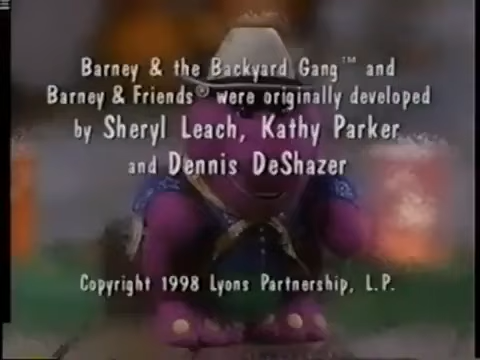 Barney & the Backyard Gang™ and
Barney & Friends® were originally developed
by Sheryl Leach, Kathy Parker
and Dennis DeShazer
Copyright 1998 Lyons Partnership, L.P.